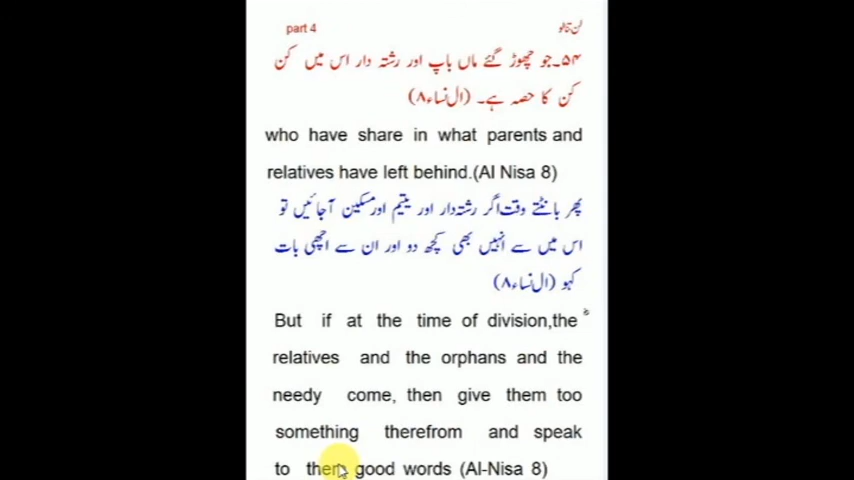 part 4 لن تنالو
۵۴۔جو چھوڑ گئے ماں باپ اور رشتہ دار اس میں کن
کن کا حصہ ہے۔ (ال نساء۸)
who have share in what parents and
relatives have left behind.(Al Nisa 8)
پھر بانٹتے وقت اگر رشتہ دار اور یتیم اور مسکین آجائیں تو
اس میں سے انہیں بھی کچھ دو اور ان سے اچھی بات
کہو (ال نساء۸)
But if at the time of division,the
relatives and the orphans and the
needy come, then give them too
something therefrom and speak
to them good words (Al-Nisa 8)